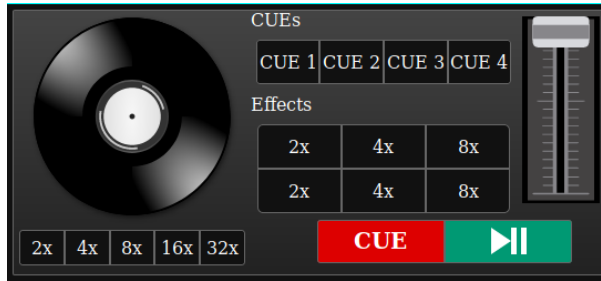 CUEs
CUE 1 CUE 2 CUE 3 CUE 4
Effects
2x 4x 8x
2x 4x 8x
CUE
2x 4x 8x 16x 32x